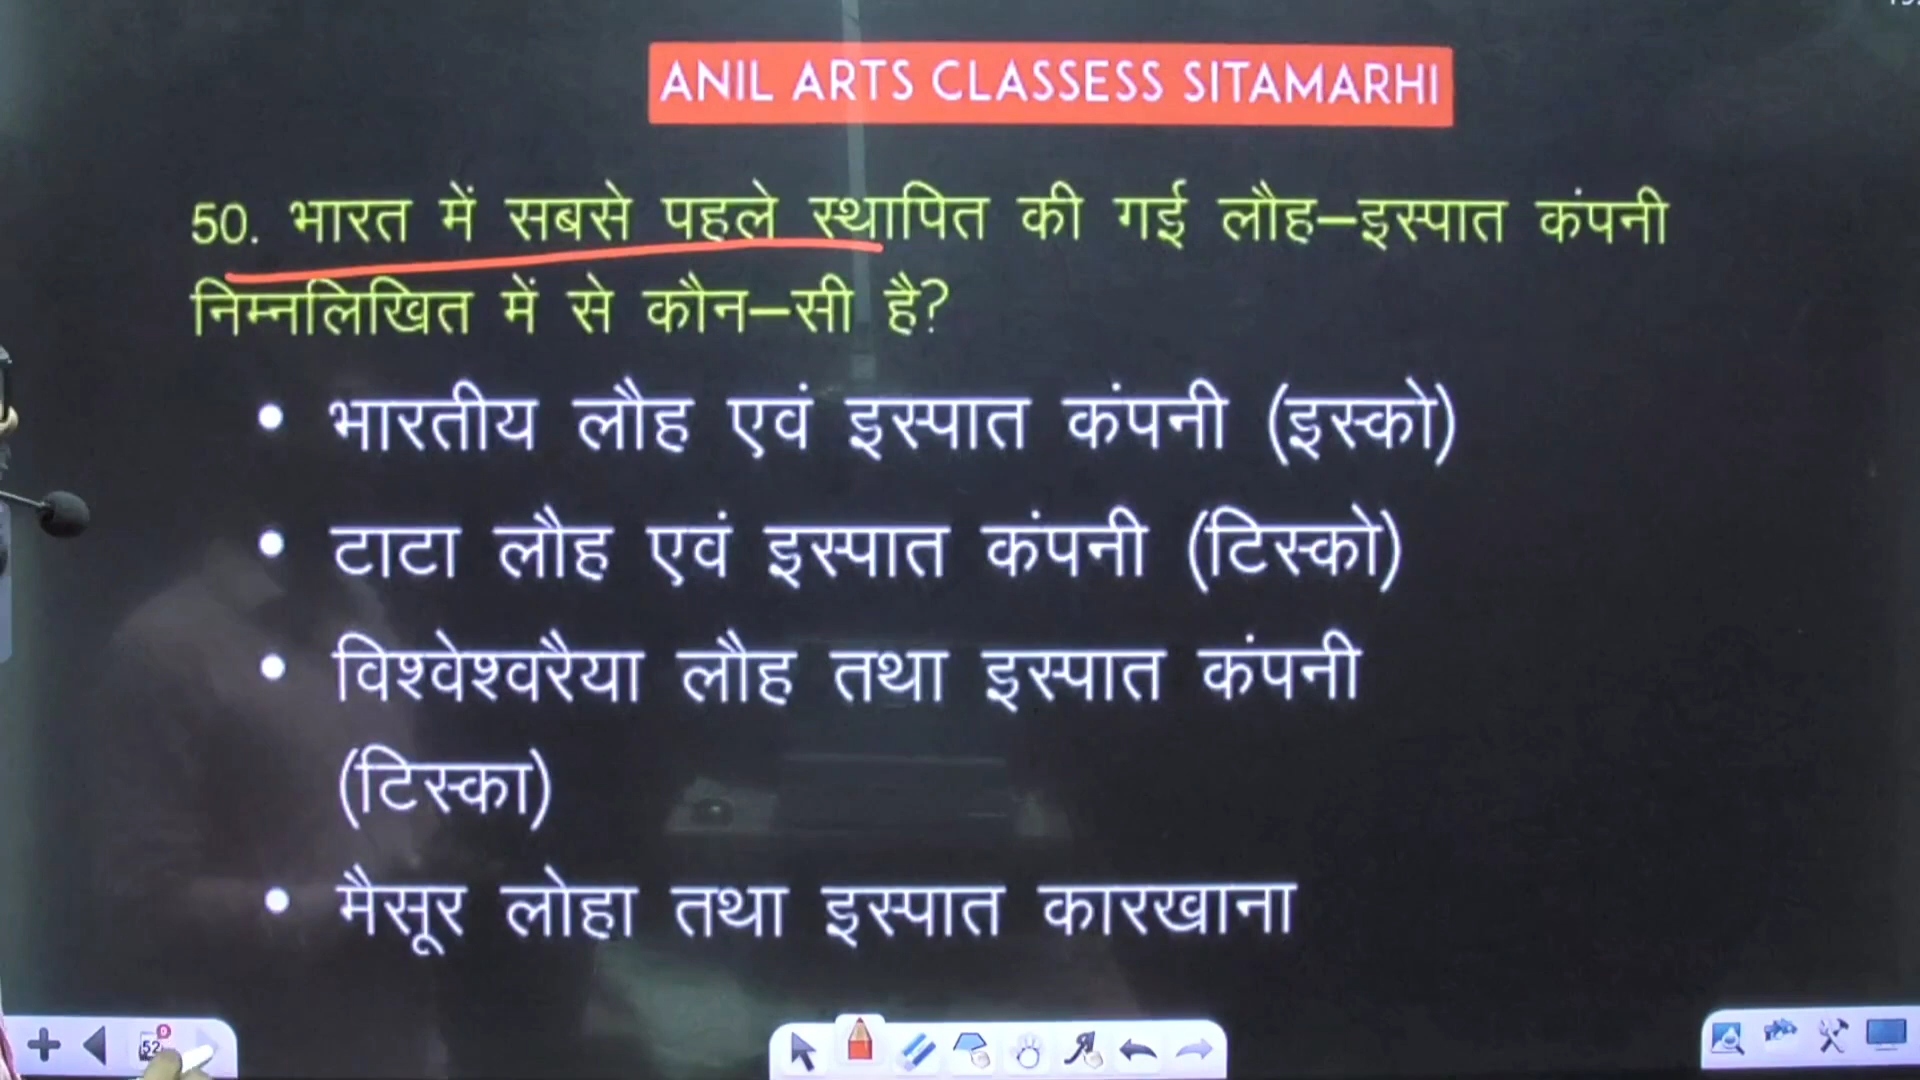 ANIL ARTS CLASSESS SITAMARHI
50. भारत में सबसे पहले स्थापित की गई लौह–इस्पात कंपनी
निम्नलिखित में से कौन–सी है?
• भारतीय लौह एवं इस्पात कंपनी (इस्को)
• टाटा लौह एवं इस्पात कंपनी (टिस्को)
• विश्वेश्वरैया लौह तथा इस्पात कंपनी
(टिस्का)
• मैसूर लोहा तथा इस्पात कारखाना
52